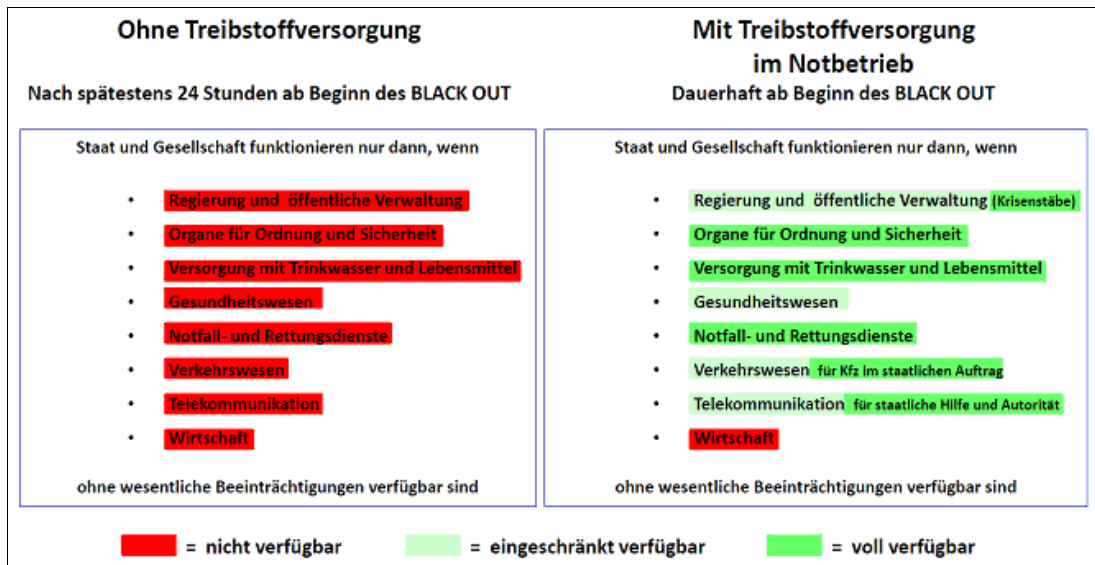 Ohne Treibstoffversorgung
Nach spätestens 24 Stunden ab Beginn des BLACK OUT
Staat und Gesellschaft funktionieren nur dann, wenn
• Regierung und öffentliche Verwaltung
• Organe für Ordnung und Sicherheit
• Versorgung mit Trinkwasser und Lebensmittel
• Gesundheitswesen
• Notfall- und Rettungsdienste
• Verkehrswesen
• Telekommunikation
• Wirtschaft
ohne wesentliche Beeinträchtigungen verfügbar sind
Mit Treibstoffversorgung
im Notbetrieb
Dauerhaft ab Beginn des BLACK OUT
Staat und Gesellschaft funktionieren nur dann, wenn
• Regierung und öffentliche Verwaltung (Krisenstäbe)
• Organe für Ordnung und Sicherheit
• Versorgung mit Trinkwasser und Lebensmittel
• Gesundheitswesen
• Notfall- und Rettungsdienste
• Verkehrswesen für Kfz im staatlichen Auftrag
• Telekommunikation für staatliche Hilfe und Autorität
• Wirtschaft
ohne wesentliche Beeinträchtigungen verfügbar sind
= nicht verfügbar = eingeschränkt verfügbar = voll verfügbar